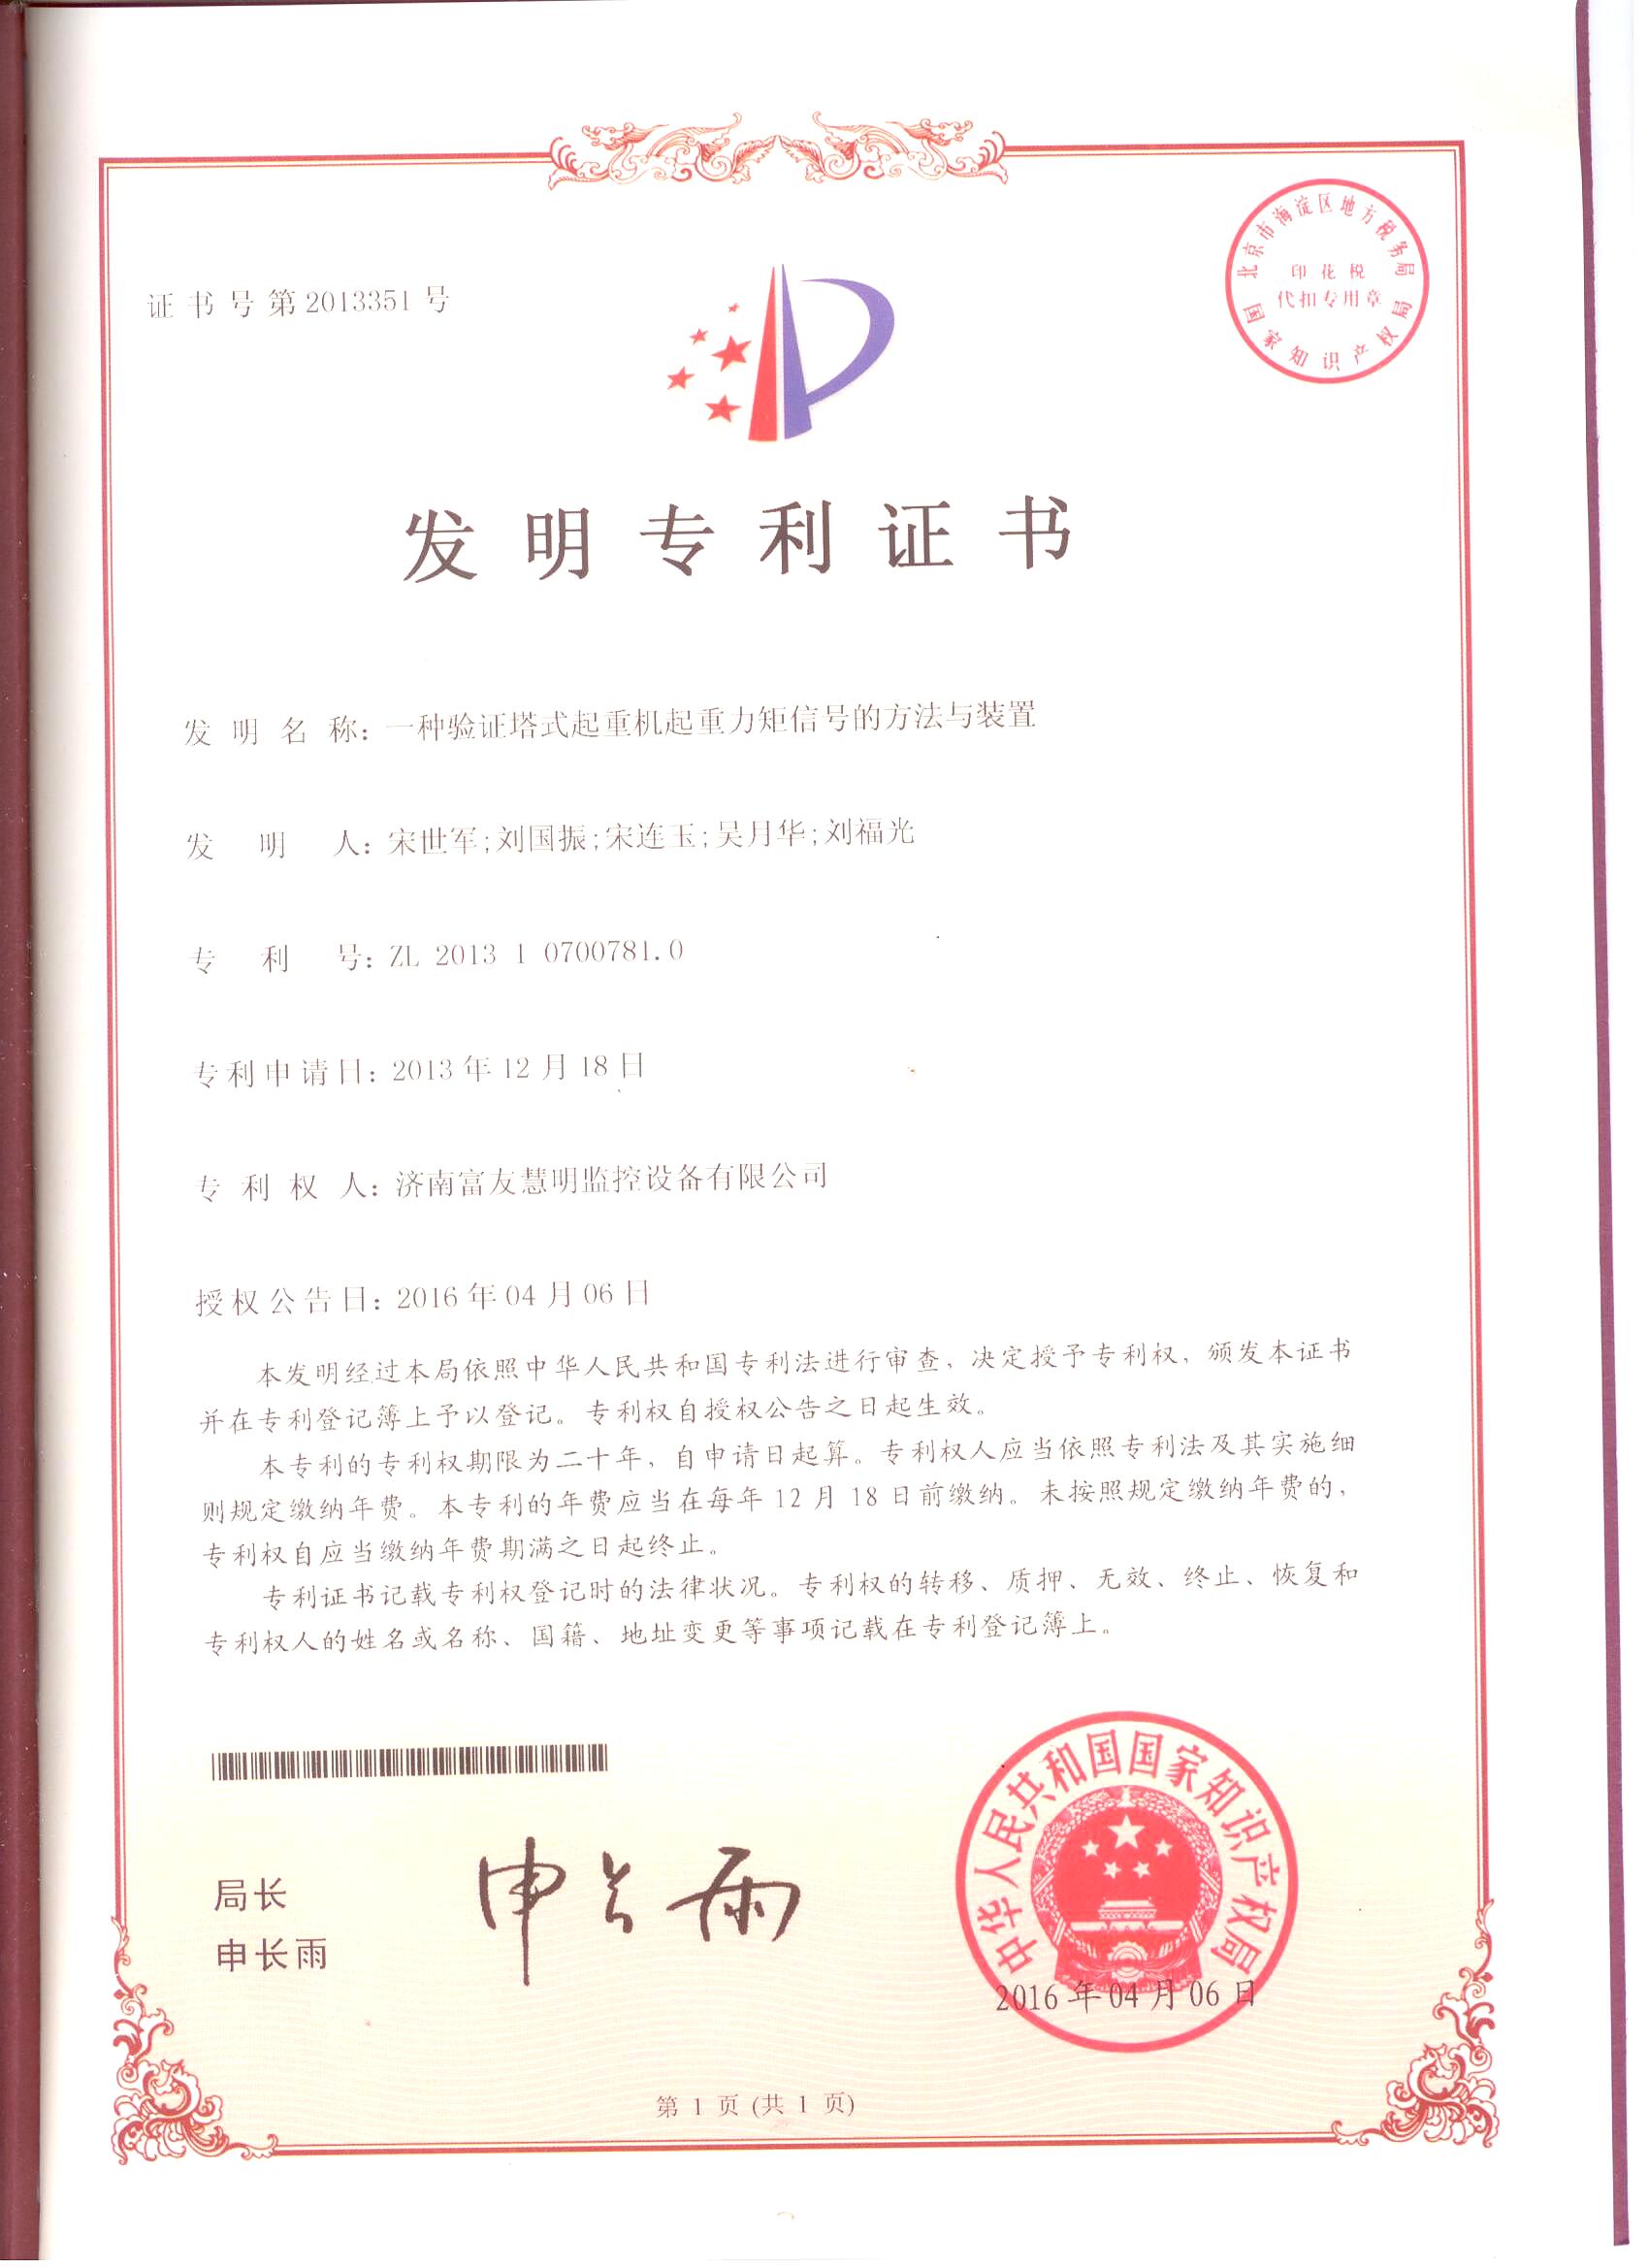 证书号第2013351号
北京市海淀区地方税务局
印花税
代扣专用章
国家知识产权局
发明专利证书
发明名称：一种验证塔式起重机起重力矩信号的方法与装置
发明人：宋世军;刘国振;宋连玉;吴月华;刘福光
专利号：ZL 2013 1 0700781.0
专利申请日：2013年12月18日
专利权人：济南富友慧明监控设备有限公司
授权公告日：2016年04月06日
本发明经过本局依照中华人民共和国专利法进行审查，决定授予专利权，颁发本证书
并在专利登记簿上予以登记。专利权自授权公告之日起生效。
本专利的专利权期限为二十年，自申请日起算。专利权人应当依照专利法及其实施细
则规定缴纳年费。本专利的年费应当在每年12月18日前缴纳。未按照规定缴纳年费的，
专利权自应当缴纳年费期满之日起终止。
专利证书记载专利权登记时的法律状况。专利权的转移、质押、无效、终止、恢复和
专利权人的姓名或名称、国籍、地址变更等事项记载在专利登记簿上。
局长
申长雨
申长雨
中华人民共和国国家知识产权局
2016年04月06日
第1页(共1页)